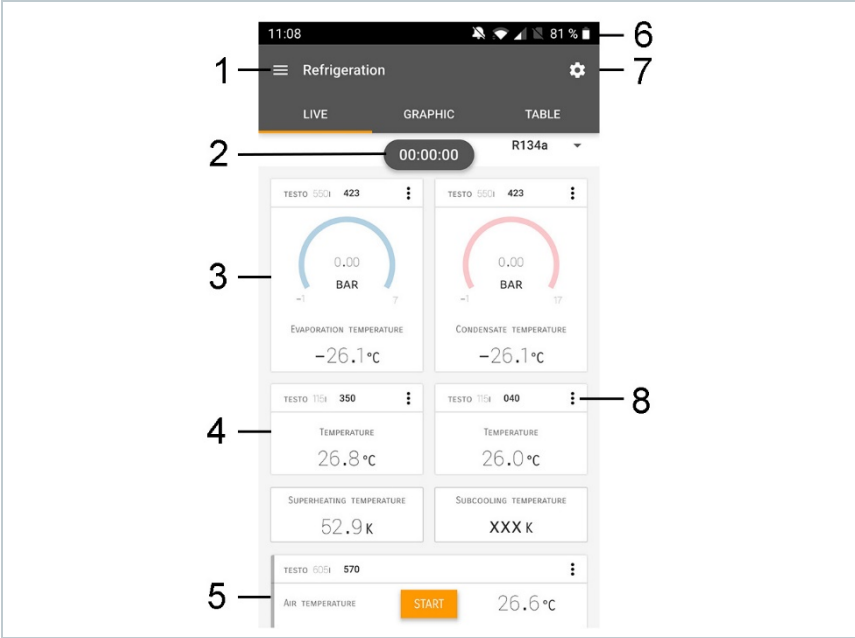 11:08 81 % 6
1 Refrigeration 7
LIVE GRAPHIC TABLE
2 00:00:00 R134a
TESTO 550I 423 TESTO 550I 423
3 0.00 0.00
BAR BAR
-1 7 -1 17
EVAPORATION TEMPERATURE CONDENSATE TEMPERATURE
-26.1°C -26.1°C
TESTO 115I 350 TESTO 115I 040 8
4 TEMPERATURE TEMPERATURE
26.8°C 26.0°C
SUPERHEATING TEMPERATURE SUBCOOLING TEMPERATURE
52.9 K XXX K
TESTO 605I 570
5 AIR TEMPERATURE START 26.6°C